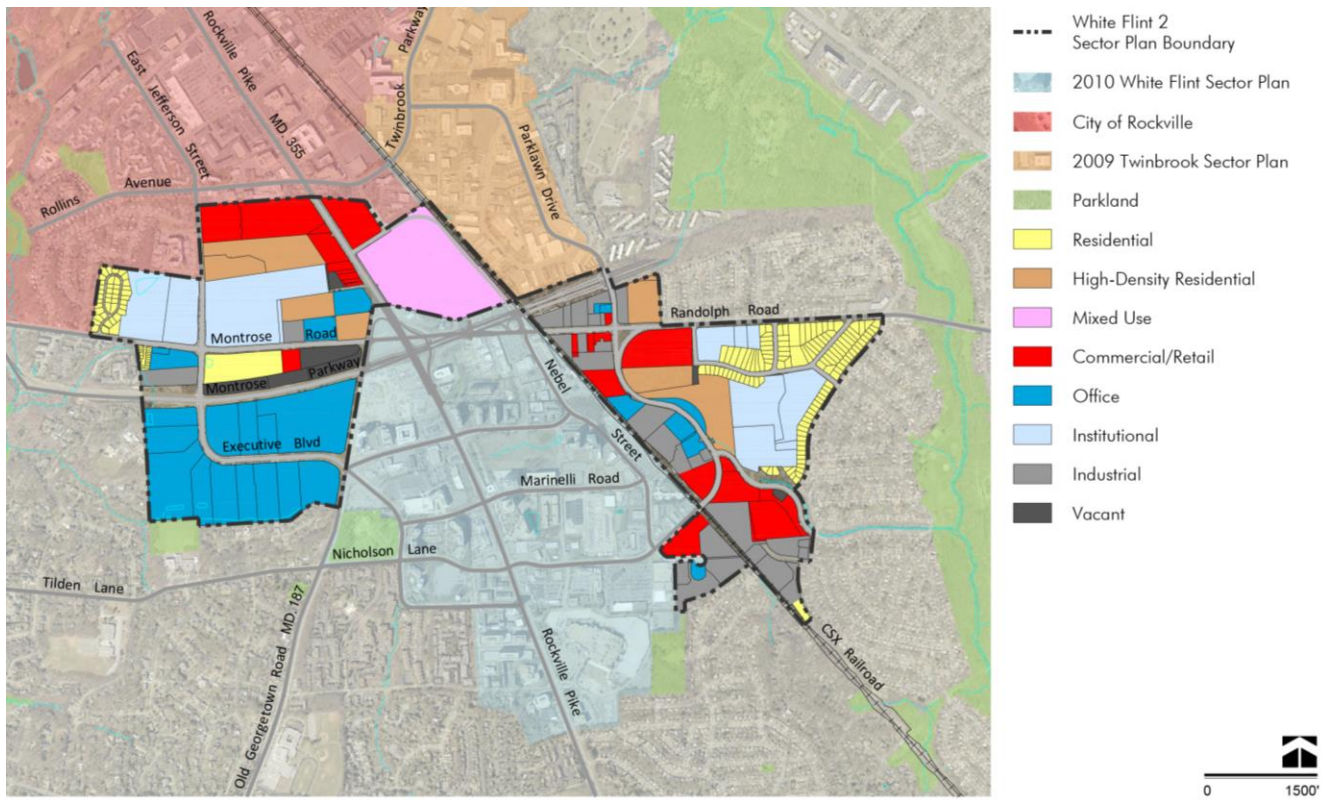 Rockville Pike
MD. 355
East Jefferson Street
Twinbrook Parkway
Parklawn Drive
Rollins Avenue
Randolph Road
Montrose Road
Montrose Parkway
Nebel Street
Executive Blvd
Marinelli Road
Nicholson Lane
Tilden Lane
Old Georgetown Road MD. 187
Rockville Pike
CSX Railroad
White Flint 2
Sector Plan Boundary
2010 White Flint Sector Plan
City of Rockville
2009 Twinbrook Sector Plan
Parkland
Residential
High-Density Residential
Mixed Use
Commercial/Retail
Office
Institutional
Industrial
Vacant
0 1500'